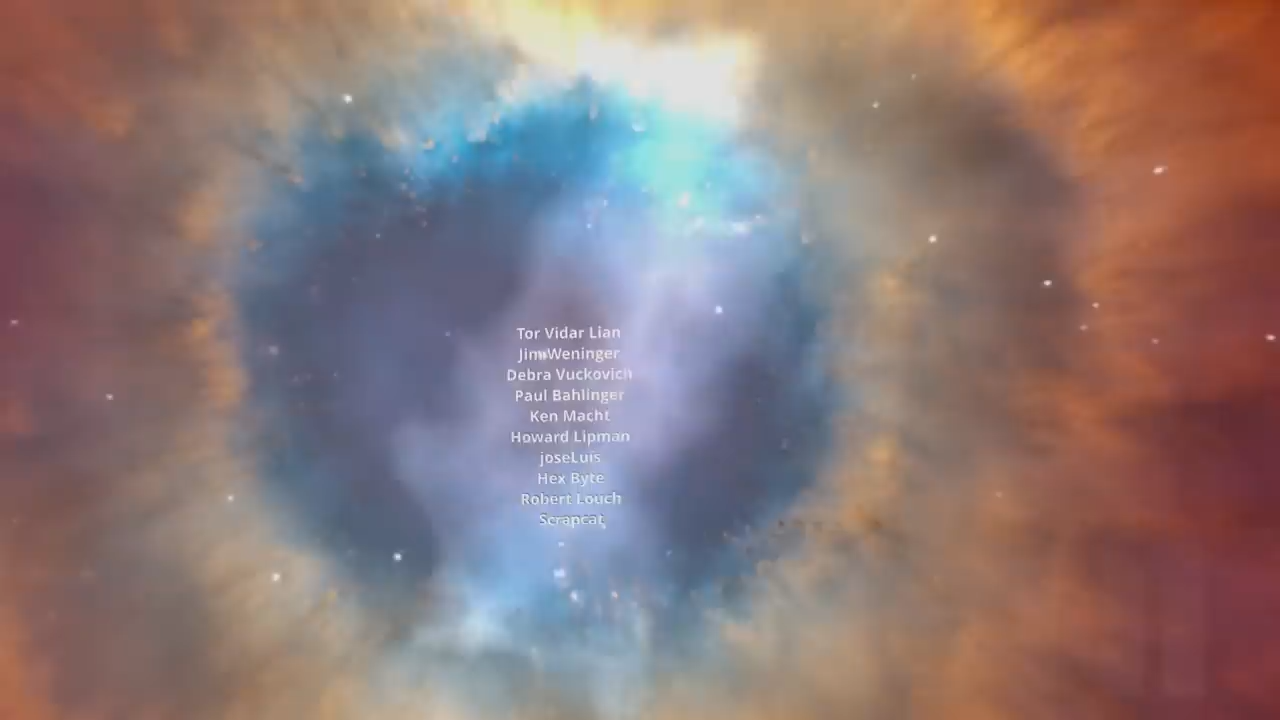 Tor Vidar Lian
Jim Weninger
Debra Vuckovich
Paul Bahlinger
Ken Macht
Howard Lipman
joseLuis
Hex Byte
Robert Louch
Scrapcat